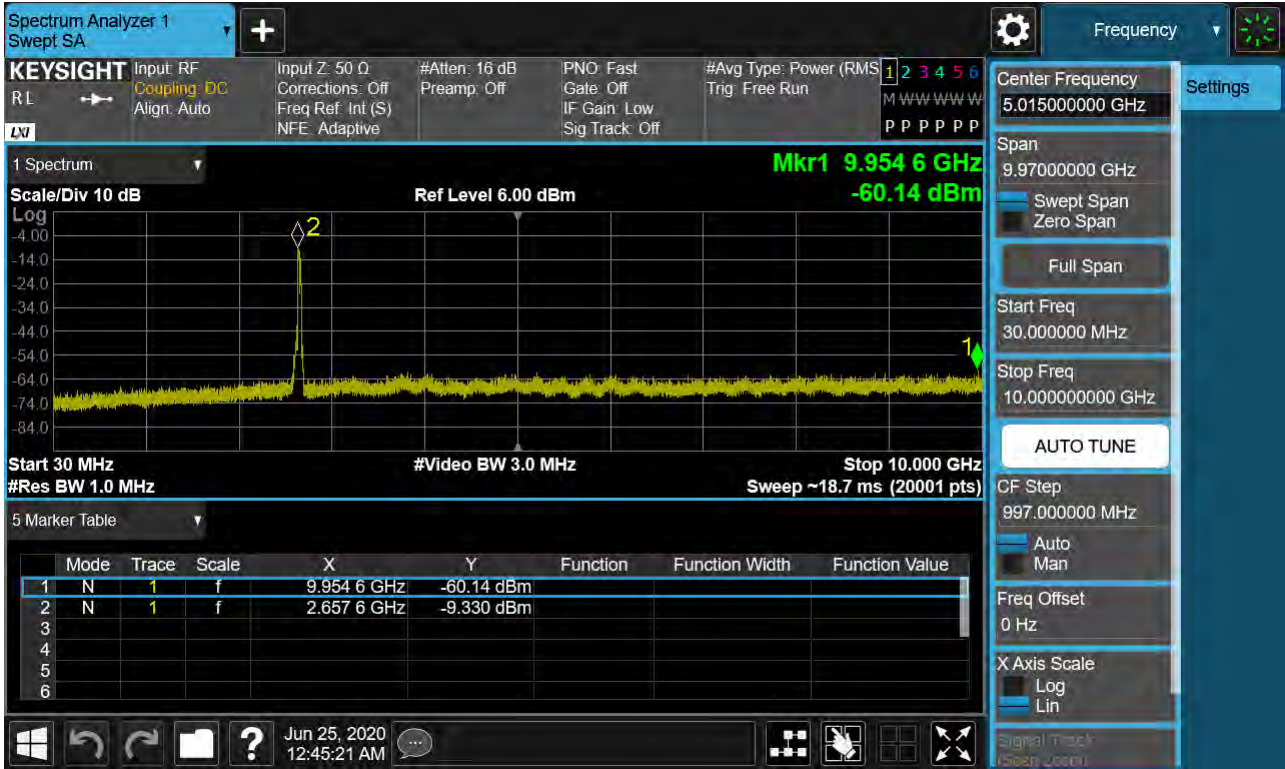 Spectrum Analyzer 1
Swept SA
+
Frequency
KEYSIGHT
RL
LXI
Input: RF
Coupling: DC
Align: Auto
Input Z: 50 Ω
Corrections: Off
Freq Ref: Int (S)
NFE: Adaptive
#Atten: 16 dB
Preamp: Off
PNO: Fast
Gate: Off
IF Gain: Low
Sig Track: Off
#Avg Type: Power (RMS
Trig: Free Run
1 2 3 4 5 6
M W W W W W
P P P P P P
1 Spectrum
Mkr1 9.954 6 GHz
-60.14 dBm
Scale/Div 10 dB
Ref Level 6.00 dBm
Log
-4.00
-14.0
-24.0
-34.0
-44.0
-54.0
-64.0
-74.0
-84.0
2
1
Start 30 MHz
#Video BW 3.0 MHz
Stop 10.000 GHz
#Res BW 1.0 MHz
Sweep ~18.7 ms (20001 pts)
5 Marker Table
Mode Trace Scale X Y Function Function Width Function Value
1 N 1 f 9.954 6 GHz -60.14 dBm
2 N 1 f 2.657 6 GHz -9.330 dBm
3
4
5
6
Center Frequency
5.015000000 GHz
Settings
Span
9.97000000 GHz
Swept Span
Zero Span
Full Span
Start Freq
30.000000 MHz
Stop Freq
10.000000000 GHz
AUTO TUNE
CF Step
997.000000 MHz
Auto
Man
Freq Offset
0 Hz
X Axis Scale
Log
Lin
Signal Track
(Span Zoom)
?
Jun 25, 2020
12:45:21 AM